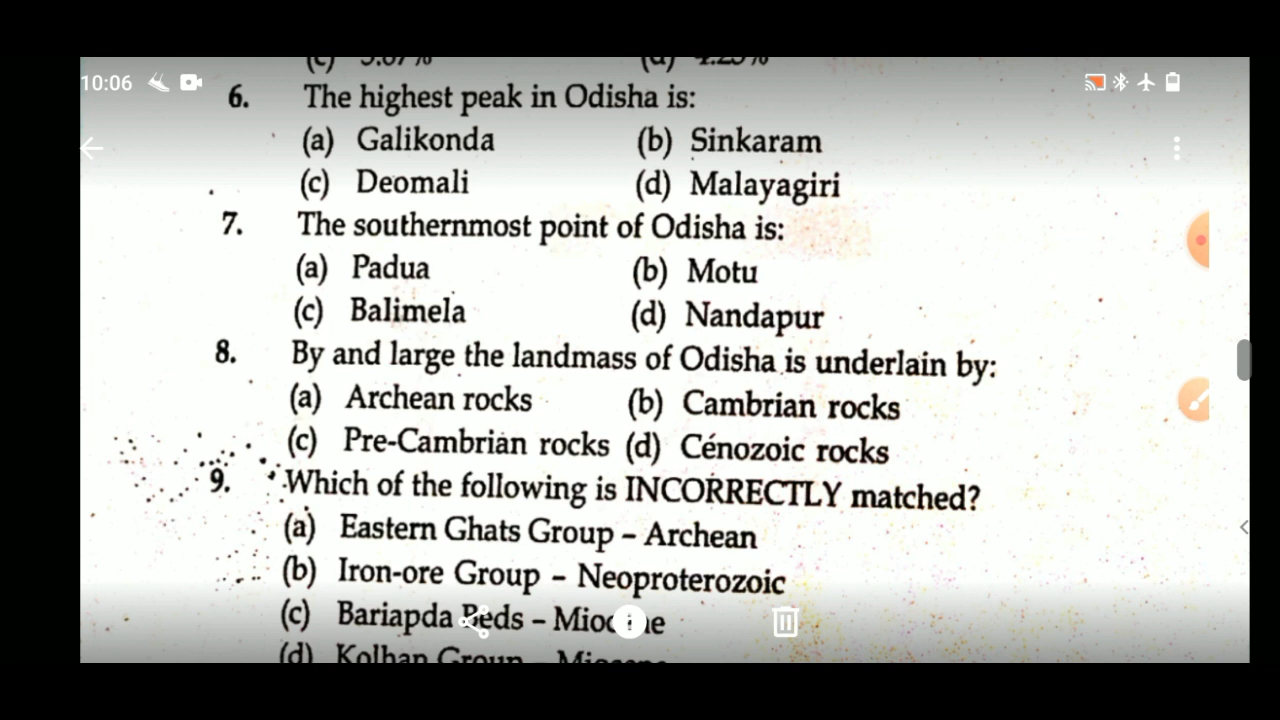 10:06
6. The highest peak in Odisha is:
(a) Galikonda (b) Sinkaram
(c) Deomali (d) Malayagiri
7. The southernmost point of Odisha is:
(a) Padua (b) Motu
(c) Balimela (d) Nandapur
8. By and large the landmass of Odisha is underlain by:
(a) Archean rocks (b) Cambrian rocks
(c) Pre-Cambrian rocks (d) Cénozoic rocks
9. Which of the following is INCORRECTLY matched?
(a) Eastern Ghats Group – Archean
(b) Iron-ore Group – Neoproterozoic
(c) Bariapda Beds –
(d) Kolhan Group –